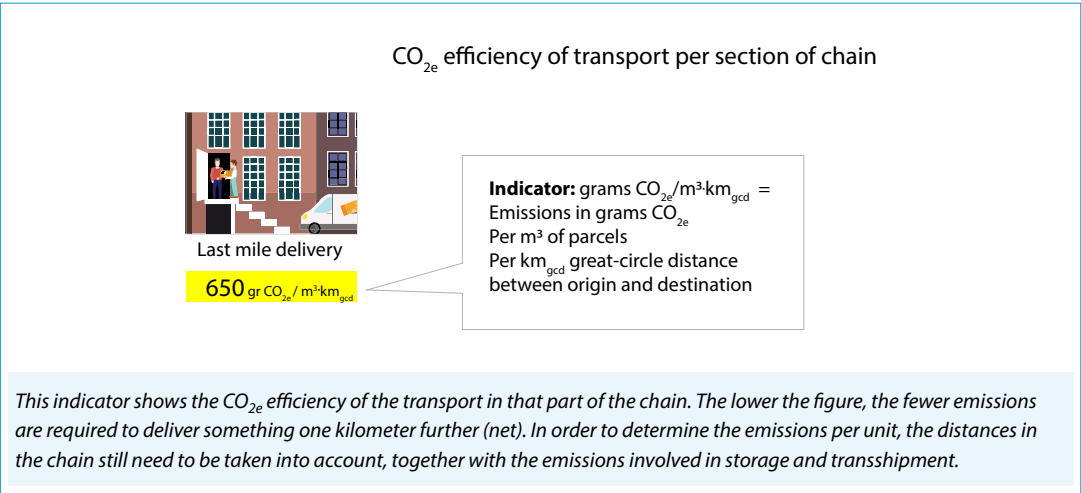 CO₂ₑ efficiency of transport per section of chain
Last mile delivery
650 gr CO₂ₑ / m³·km_gcd
Indicator: grams CO₂ₑ/m³·km_gcd =
Emissions in grams CO₂ₑ
Per m³ of parcels
Per km_gcd great-circle distance
between origin and destination
This indicator shows the CO₂ₑ efficiency of the transport in that part of the chain. The lower the figure, the fewer emissions
are required to deliver something one kilometer further (net). In order to determine the emissions per unit, the distances in
the chain still need to be taken into account, together with the emissions involved in storage and transshipment.